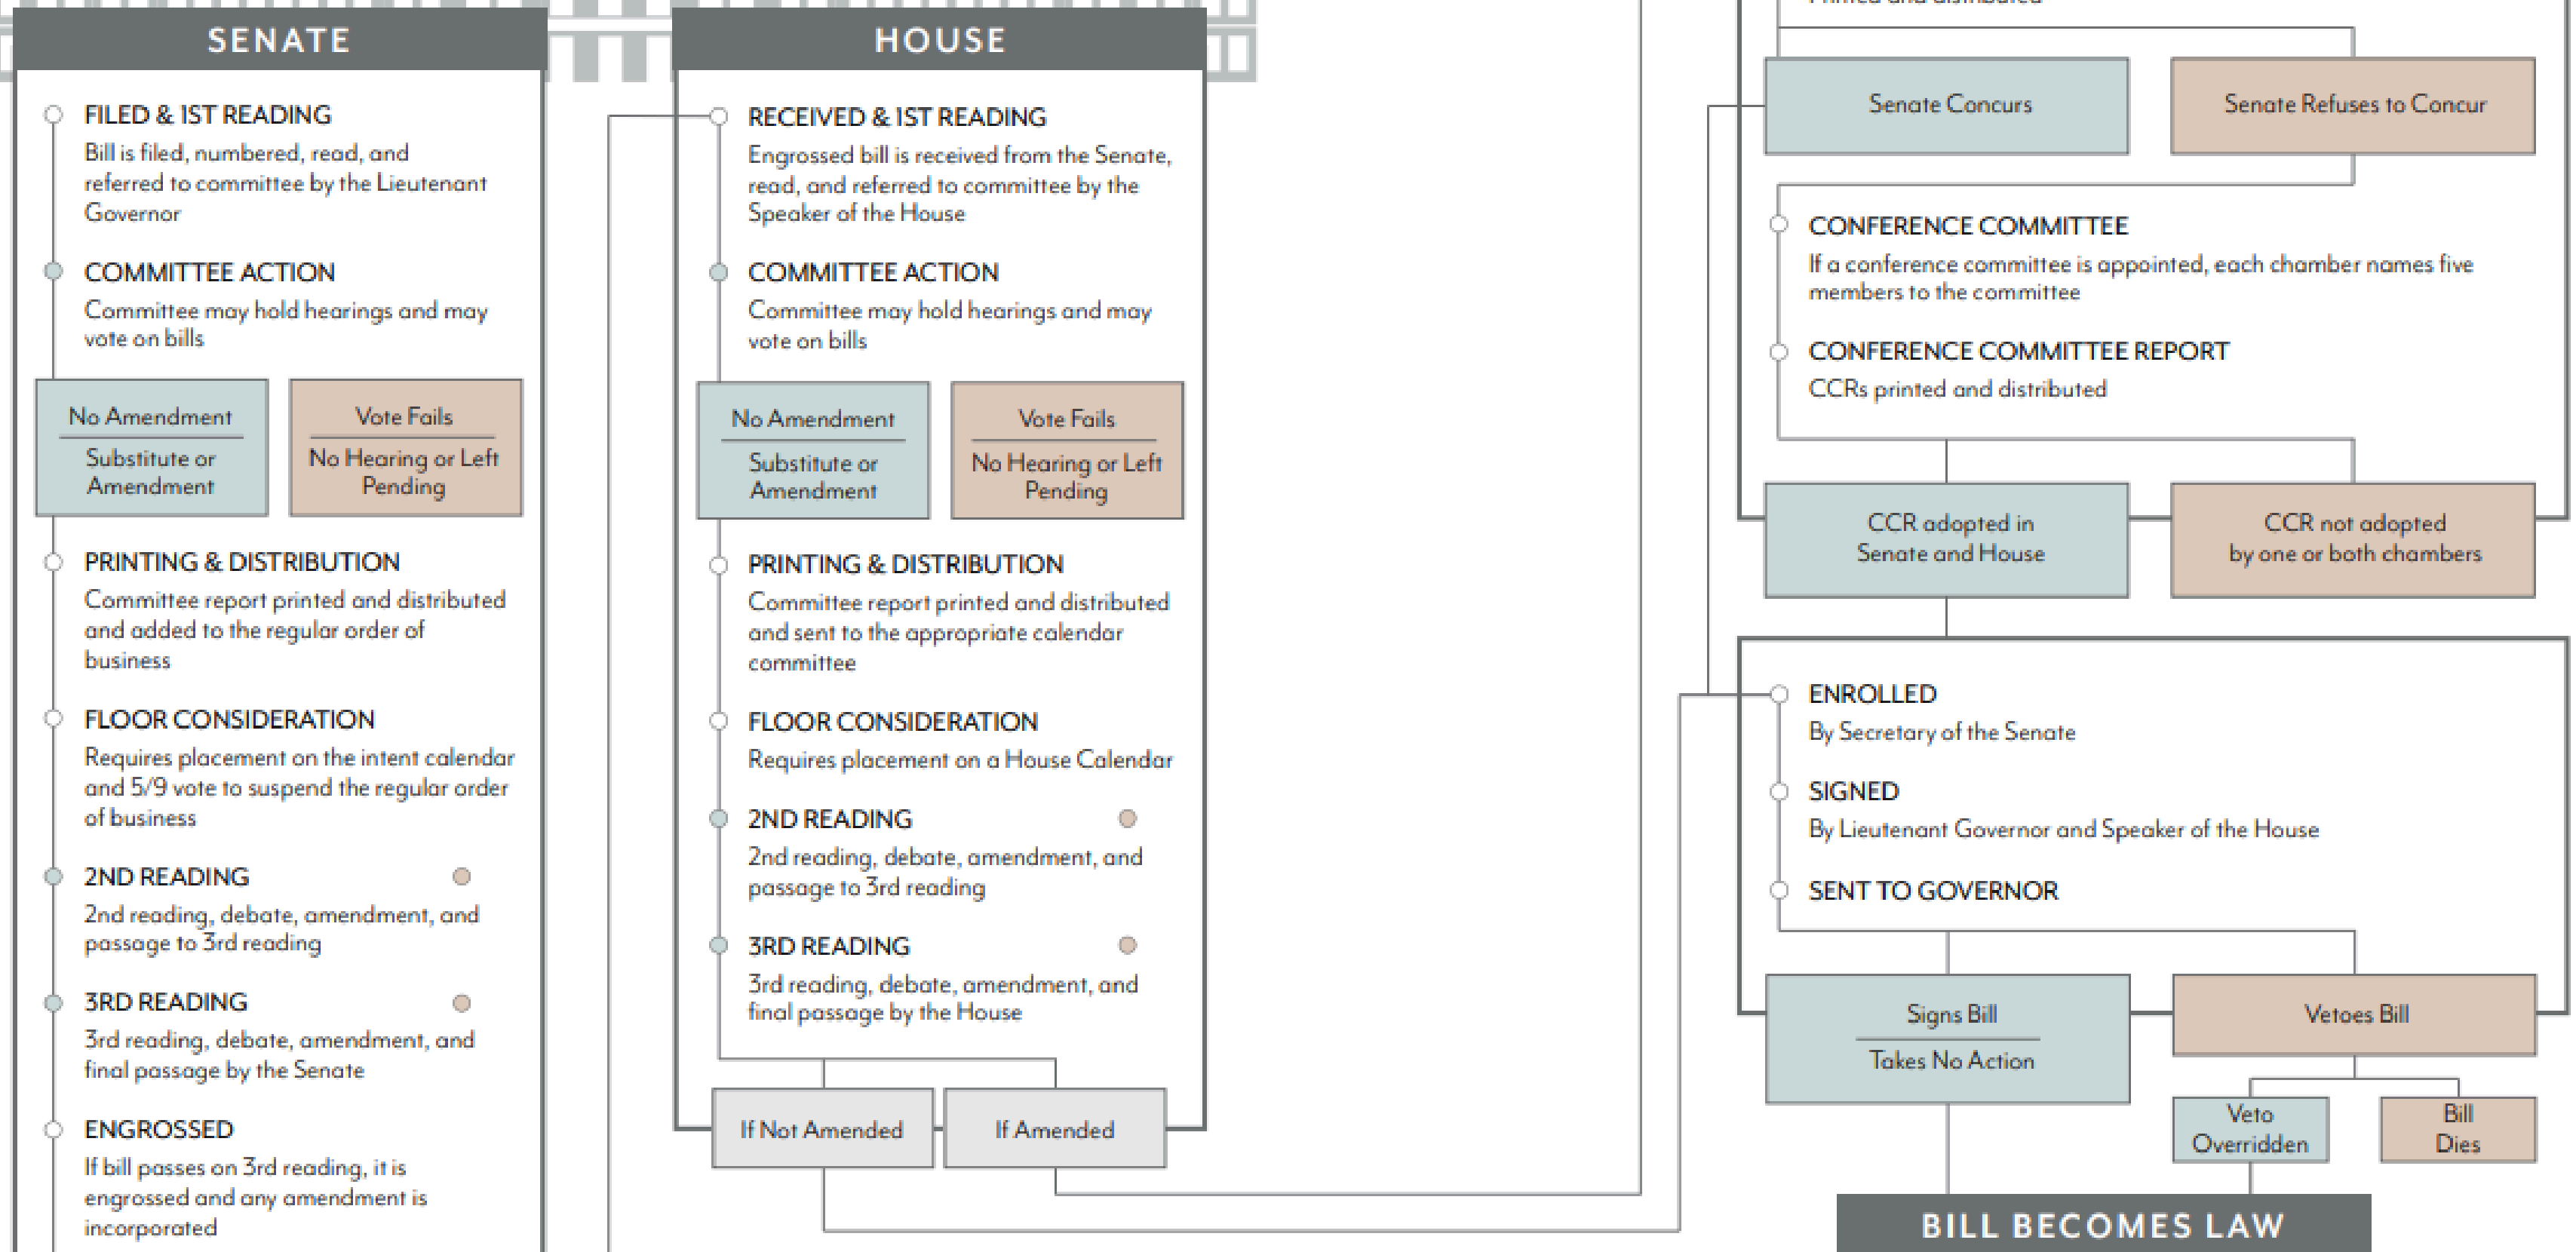 SENATE
FILED & 1ST READING
Bill is filed, numbered, read, and
referred to committee by the Lieutenant
Governor
COMMITTEE ACTION
Committee may hold hearings and may
vote on bills
No Amendment
Substitute or
Amendment
Vote Fails
No Hearing or Left
Pending
PRINTING & DISTRIBUTION
Committee report printed and distributed
and added to the regular order of
business
FLOOR CONSIDERATION
Requires placement on the intent calendar
and 5/9 vote to suspend the regular order
of business
2ND READING
2nd reading, debate, amendment, and
passage to 3rd reading
3RD READING
3rd reading, debate, amendment, and
final passage by the Senate
ENGROSSED
If bill passes on 3rd reading, it is
engrossed and any amendment is
incorporated
HOUSE
RECEIVED & 1ST READING
Engrossed bill is received from the Senate,
read, and referred to committee by the
Speaker of the House
COMMITTEE ACTION
Committee may hold hearings and may
vote on bills
No Amendment
Substitute or
Amendment
Vote Fails
No Hearing or Left
Pending
PRINTING & DISTRIBUTION
Committee report printed and distributed
and sent to the appropriate calendar
committee
FLOOR CONSIDERATION
Requires placement on a House Calendar
2ND READING
2nd reading, debate, amendment, and
passage to 3rd reading
3RD READING
3rd reading, debate, amendment, and
final passage by the House
If Not Amended
If Amended
Printed and distributed
Senate Concurs
Senate Refuses to Concur
CONFERENCE COMMITTEE
If a conference committee is appointed, each chamber names five
members to the committee
CONFERENCE COMMITTEE REPORT
CCRs printed and distributed
CCR adopted in
Senate and House
CCR not adopted
by one or both chambers
ENROLLED
By Secretary of the Senate
SIGNED
By Lieutenant Governor and Speaker of the House
SENT TO GOVERNOR
Signs Bill
Takes No Action
Vetoes Bill
Veto
Overridden
Bill
Dies
BILL BECOMES LAW